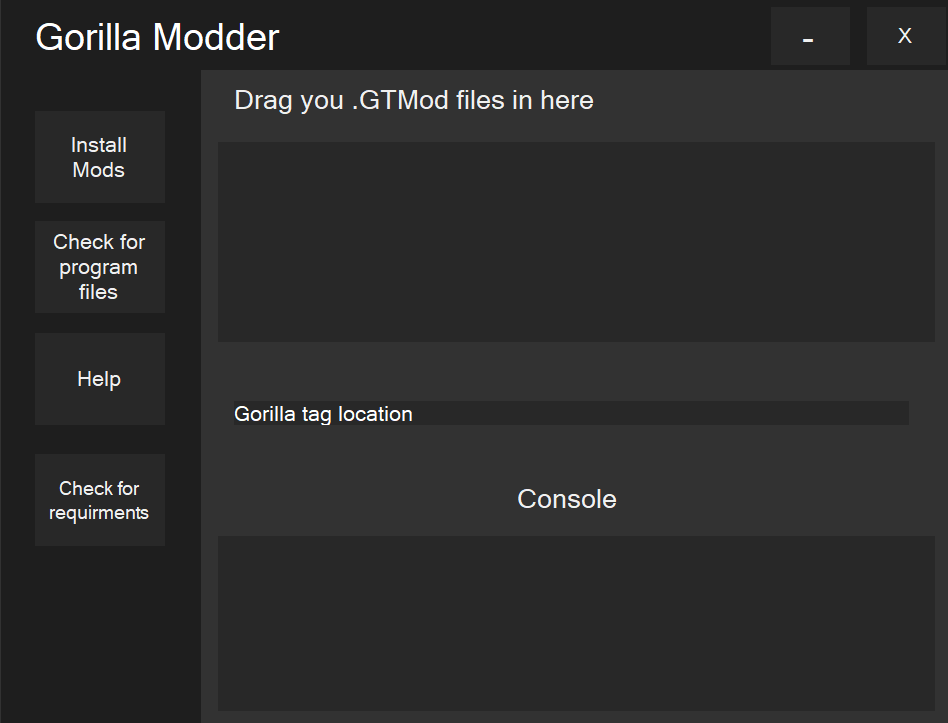 Gorilla Modder
-
X
Install
Mods
Check for
program
files
Help
Check for
requirments
Drag you .GTMod files in here
Gorilla tag location
Console